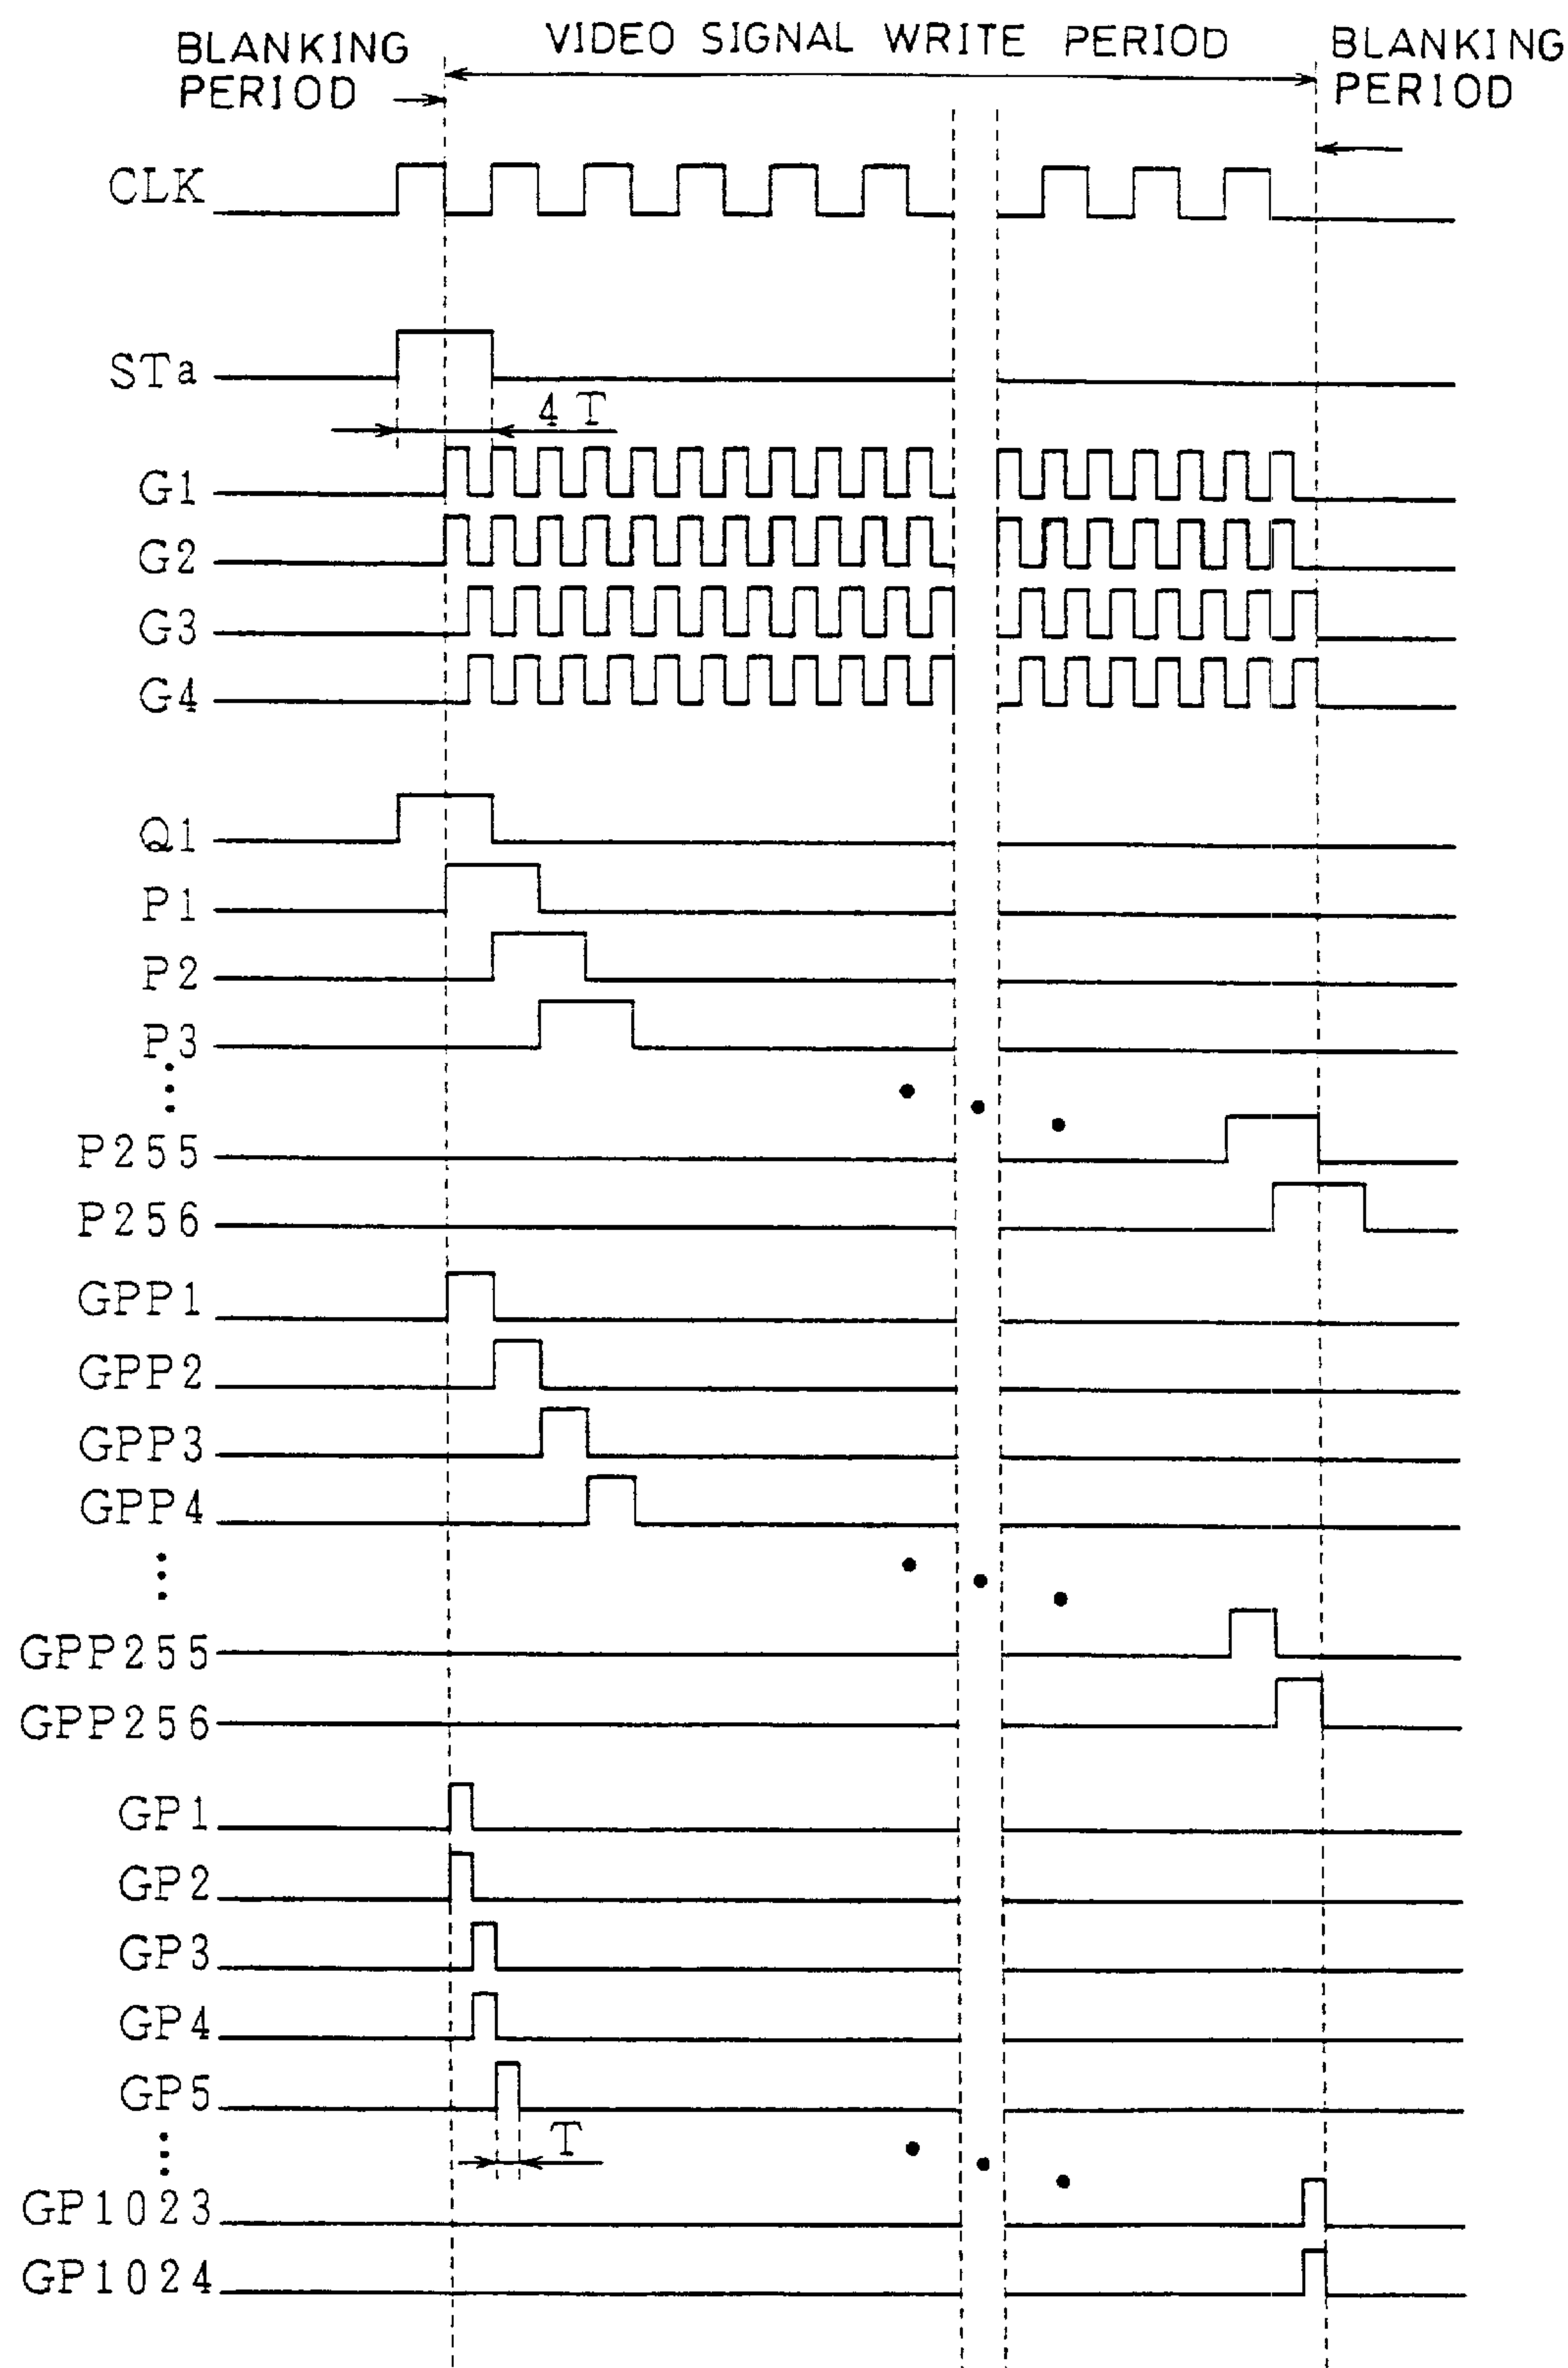 BLANKING
PERIOD
VIDEO SIGNAL WRITE PERIOD
BLANKING
PERIOD
CLK
STa
4T
G1
G2
G3
G4
Q1
P1
P2
P3
P255
P256
GPP1
GPP2
GPP3
GPP4
GPP255
GPP256
GP1
GP2
GP3
GP4
GP5
T
GP1023
GP1024